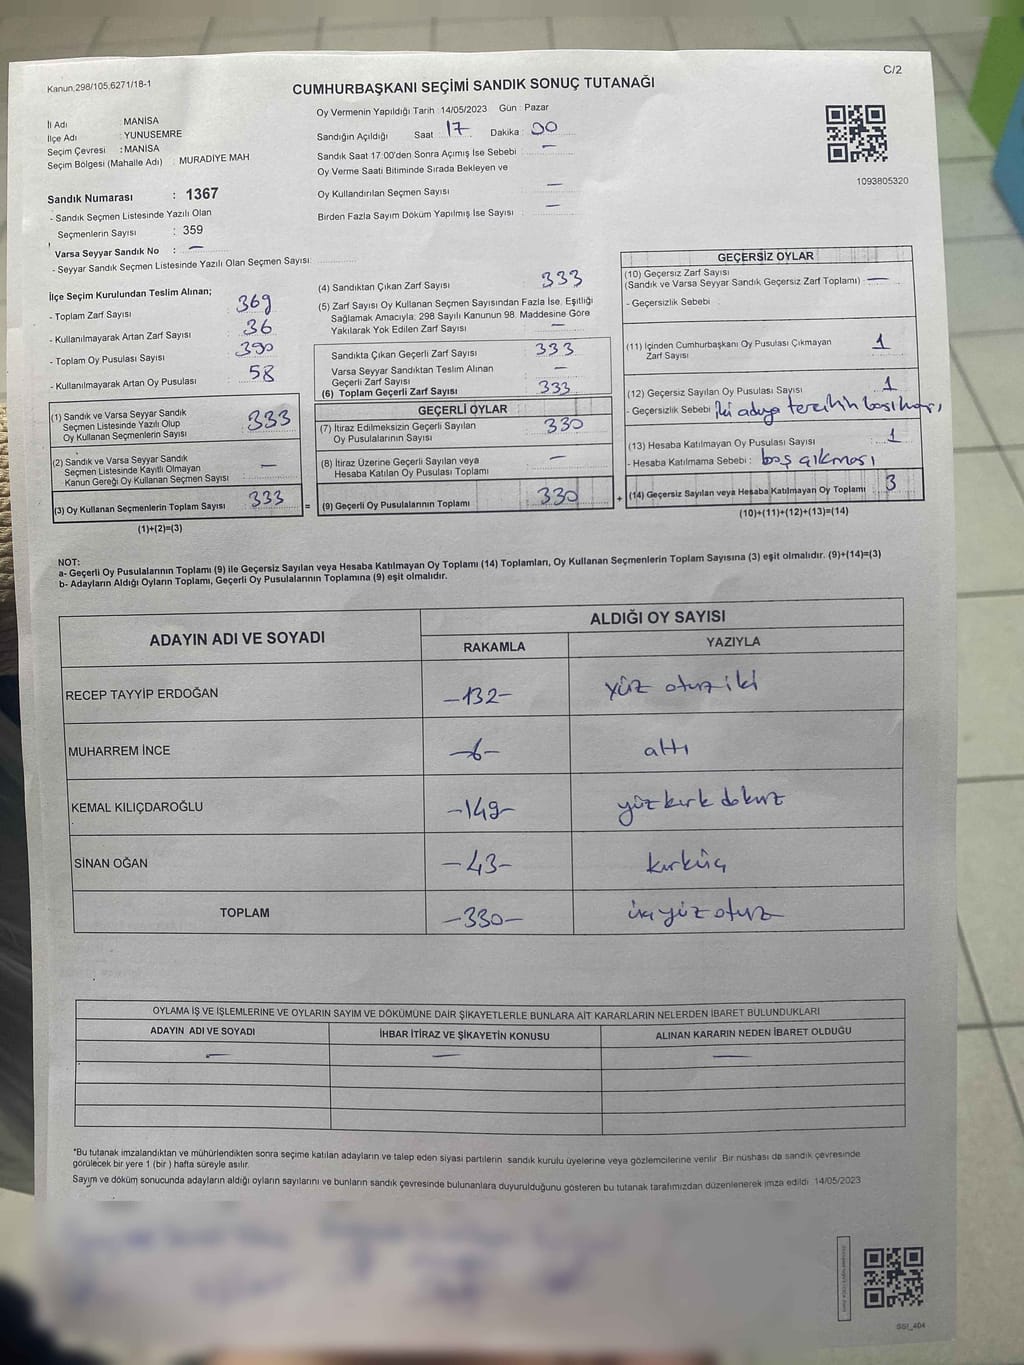 Kanun,298/105,6271/18-1
C/2
CUMHURBAŞKANI SEÇİMİ SANDIK SONUÇ TUTANAĞI
İl Adı : MANİSA
İlçe Adı : YUNUSEMRE
Seçim Çevresi : MANİSA
Seçim Bölgesi (Mahalle Adı) : MURADİYE MAH
Oy Vermenin Yapıldığı Tarih : 14/05/2023 Gün : Pazar
Sandığın Açıldığı Saat : 17 Dakika : 00
Sandık Saat 17:00'den Sonra Açımış İse Sebebi : —
Oy Verme Saati Bitiminde Sırada Bekleyen ve
Oy Kullandırılan Seçmen Sayısı : —
Birden Fazla Sayım Döküm Yapılmış İse Sayısı : —
1093805320
Sandık Numarası : 1367
- Sandık Seçmen Listesinde Yazılı Olan
Seçmenlerin Sayısı : 359
Varsa Seyyar Sandık No : —
- Seyyar Sandık Seçmen Listesinde Yazılı Olan Seçmen Sayısı:
İlçe Seçim Kurulundan Teslim Alınan;
- Toplam Zarf Sayısı 369
- Kullanılmayarak Artan Zarf Sayısı 36
- Toplam Oy Pusulası Sayısı 390
- Kullanılmayarak Artan Oy Pusulası 58
(1) Sandık ve Varsa Seyyar Sandık
Seçmen Listesinde Yazılı Olup
Oy Kullanan Seçmenlerin Sayısı 333
(2) Sandık ve Varsa Seyyar Sandık
Seçmen Listesinde Kayıtlı Olmayan
Kanun Gereği Oy Kullanan Seçmen Sayısı —
(3) Oy Kullanan Seçmenlerin Toplam Sayısı 333
(1)+(2)=(3)
(4) Sandıktan Çıkan Zarf Sayısı 333
(5) Zarf Sayısı Oy Kullanan Seçmen Sayısından Fazla İse, Eşitliği
Sağlamak Amacıyla, 298 Sayılı Kanunun 98. Maddesine Göre
Yakılarak Yok Edilen Zarf Sayısı —
Sandıkta Çıkan Geçerli Zarf Sayısı 333
Varsa Seyyar Sandıktan Teslim Alınan
Geçerli Zarf Sayısı —
(6) Toplam Geçerli Zarf Sayısı 333
GEÇERLİ OYLAR
(7) İtiraz Edilmeksizin Geçerli Sayılan
Oy Pusulalarının Sayısı 330
(8) İtiraz Üzerine Geçerli Sayılan veya
Hesaba Katılan Oy Pusulası Toplamı —
= (9) Geçerli Oy Pusulalarının Toplamı 330
GEÇERSİZ OYLAR
(10) Geçersiz Zarf Sayısı
(Sandık ve Varsa Seyyar Sandık Geçersiz Zarf Toplamı) : —
- Geçersizlik Sebebi :
(11) İçinden Cumhurbaşkanı Oy Pusulası Çıkmayan
Zarf Sayısı 1
(12) Geçersiz Sayılan Oy Pusulası Sayısı : 1
- Geçersizlik Sebebi : iki adaya tercihin basılması
(13) Hesaba Katılmayan Oy Pusulası Sayısı : 1
- Hesaba Katılmama Sebebi : boş çıkması
+ (14) Geçersiz Sayılan veya Hesaba Katılmayan Oy Toplamı 3
(10)+(11)+(12)+(13)=(14)
NOT:
a- Geçerli Oy Pusulalarının Toplamı (9) ile Geçersiz Sayılan veya Hesaba Katılmayan Oy Toplamı (14) Toplamları, Oy Kullanan Seçmenlerin Toplam Sayısına (3) eşit olmalıdır. (9)+(14)=(3)
b- Adayların Aldığı Oyların Toplamı, Geçerli Oy Pusulalarının Toplamına (9) eşit olmalıdır.
ADAYIN ADI VE SOYADI ALDIĞI OY SAYISI
RAKAMLA YAZIYLA
RECEP TAYYİP ERDOĞAN -132- yüz otuz iki
MUHARREM İNCE -6- altı
KEMAL KILIÇDAROĞLU -149- yüz kırk dokuz
SİNAN OĞAN -43- kırküç
TOPLAM -330- yüz otuz
OYLAMA İŞ VE İŞLEMLERİNE VE OYLARIN SAYIM VE DÖKÜMÜNE DAİR ŞİKAYETLERLE BUNLARA AİT KARARLARIN NELERDEN İBARET BULUNDUKLARI
ADAYIN ADI VE SOYADI İHBAR İTİRAZ VE ŞİKAYETİN KONUSU ALINAN KARARIN NEDEN İBARET OLDUĞU
— — —
*Bu tutanak imzalandıktan ve mühürlendikten sonra seçime katılan adayların ve talep eden siyasi partilerin sandık kurulu üyelerine veya gözlemcilerine verilir. Bir nüshası da sandık çevresinde
görülecek bir yere 1 (bir ) hafta süreyle asılır.
Sayım ve döküm sonucunda adayların aldığı oyların sayılarını ve bunların sandık çevresinde bulunanlara duyurulduğunu gösteren bu tutanak tarafımızdan düzenlenerek imza edildi. 14/05/2023
SSI_404